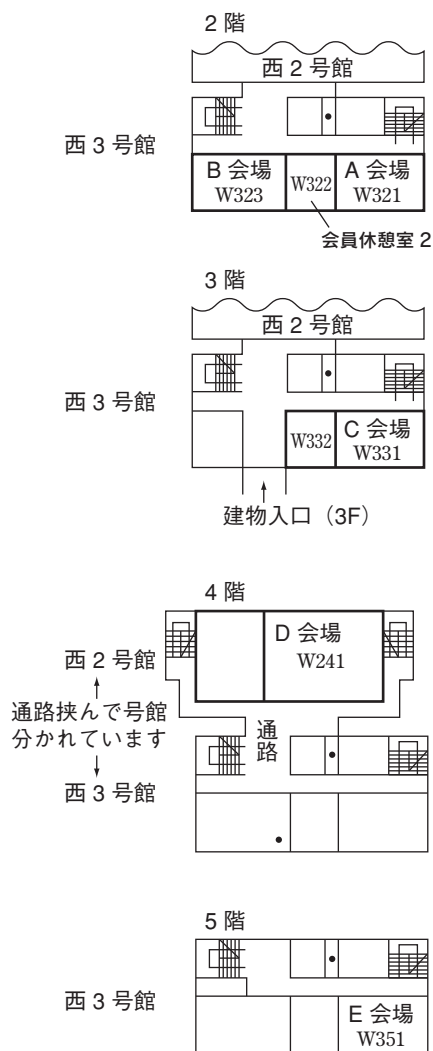 2 階
西 2 号館
西 3 号館
B 会場
W323
W322
A 会場
W321
会員休憩室 2
3 階
西 2 号館
西 3 号館
W332
C 会場
W331
建物入口（3F）
4 階
D 会場
W241
西 2 号館
通路挟んで号館
分かれています
通路
西 3 号館
5 階
西 3 号館
E 会場
W351